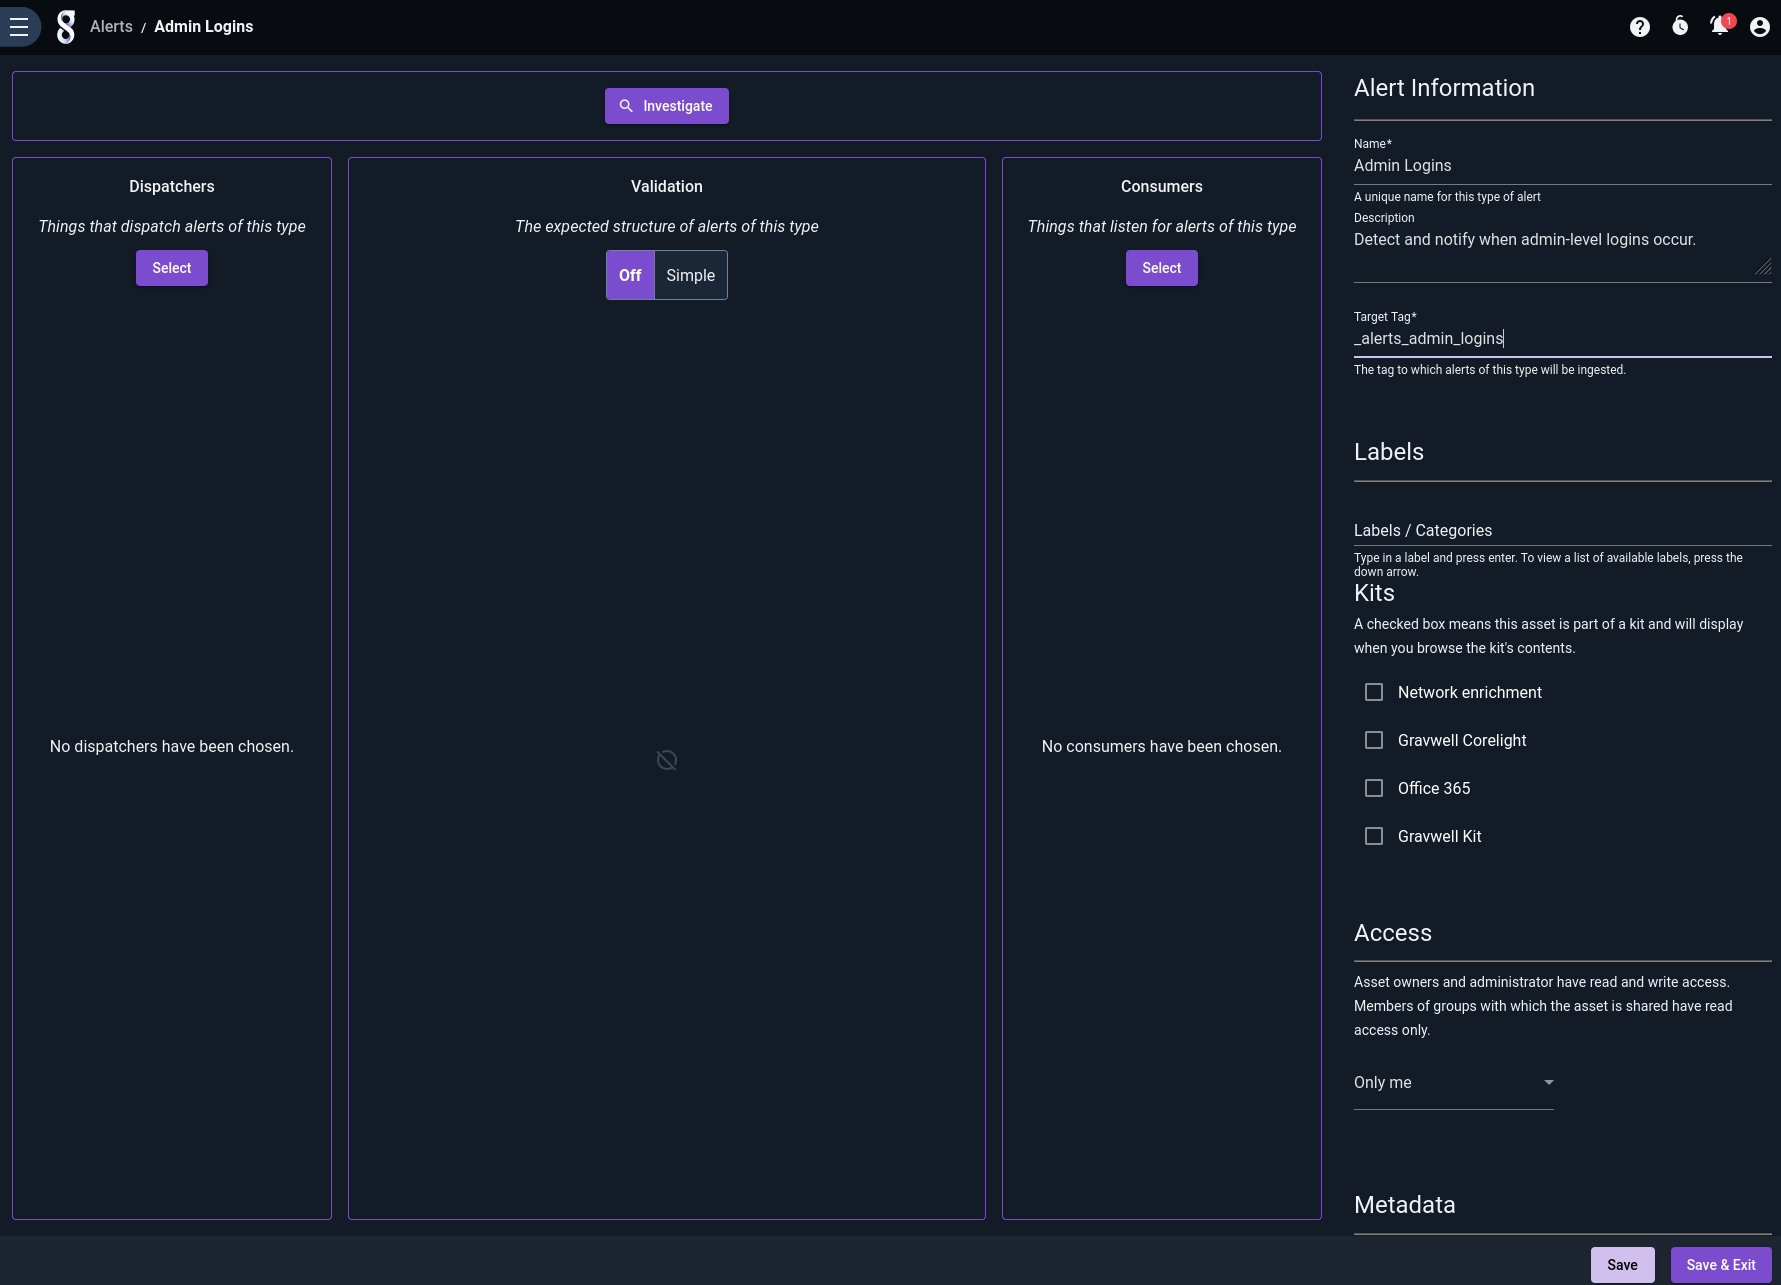 Alerts / Admin Logins
1
Investigate
Dispatchers
Things that dispatch alerts of this type
Select
No dispatchers have been chosen.
Validation
The expected structure of alerts of this type
Off Simple
Consumers
Things that listen for alerts of this type
Select
No consumers have been chosen.
Alert Information
Name*
Admin Logins
A unique name for this type of alert
Description
Detect and notify when admin-level logins occur.
Target Tag*
_alerts_admin_logins
The tag to which alerts of this type will be ingested.
Labels
Labels / Categories
Type in a label and press enter. To view a list of available labels, press the
down arrow.
Kits
A checked box means this asset is part of a kit and will display
when you browse the kit's contents.
Network enrichment
Gravwell Corelight
Office 365
Gravwell Kit
Access
Asset owners and administrator have read and write access.
Members of groups with which the asset is shared have read
access only.
Only me
Metadata
Save Save & Exit